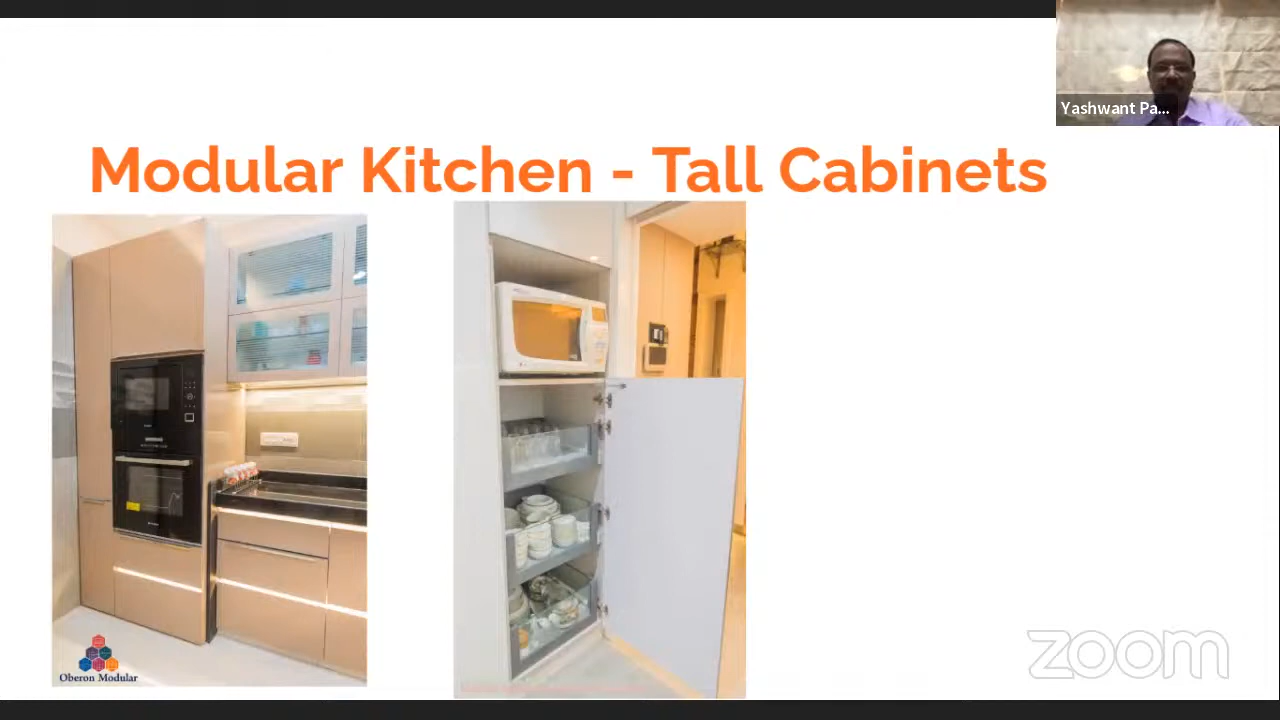 Yashwant Pa...
Modular Kitchen - Tall Cabinets
Oberon Modular
zoom